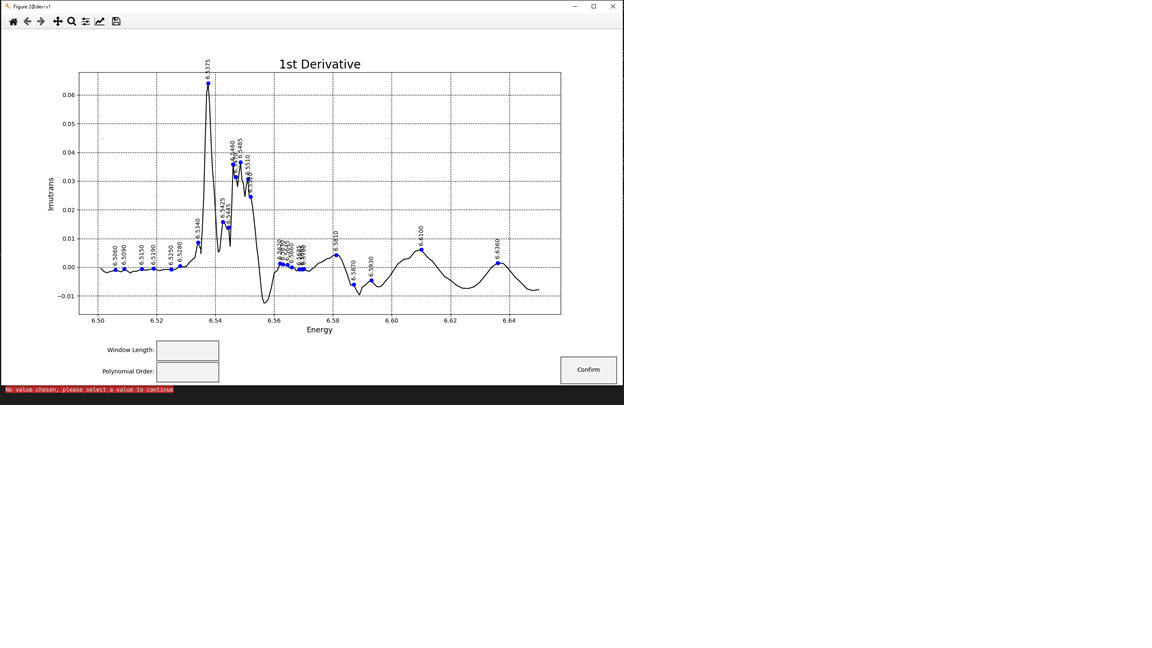 Figure 2@dev-v1
1st Derivative
6.5375
6.5460
6.5485
6.5510
6.5425
6.5445
6.5340
6.5060
6.5090
6.5150
6.5190
6.5250
6.5280
6.5810
6.5870
6.5930
6.6100
6.6360
0.06
0.05
0.04
0.03
0.02
0.01
0.00
−0.01
Imutrans
6.50 6.52 6.54 6.56 6.58 6.60 6.62 6.64
Energy
Window Length:
Polynomial Order:
Confirm
No value chosen, please select a value to continue